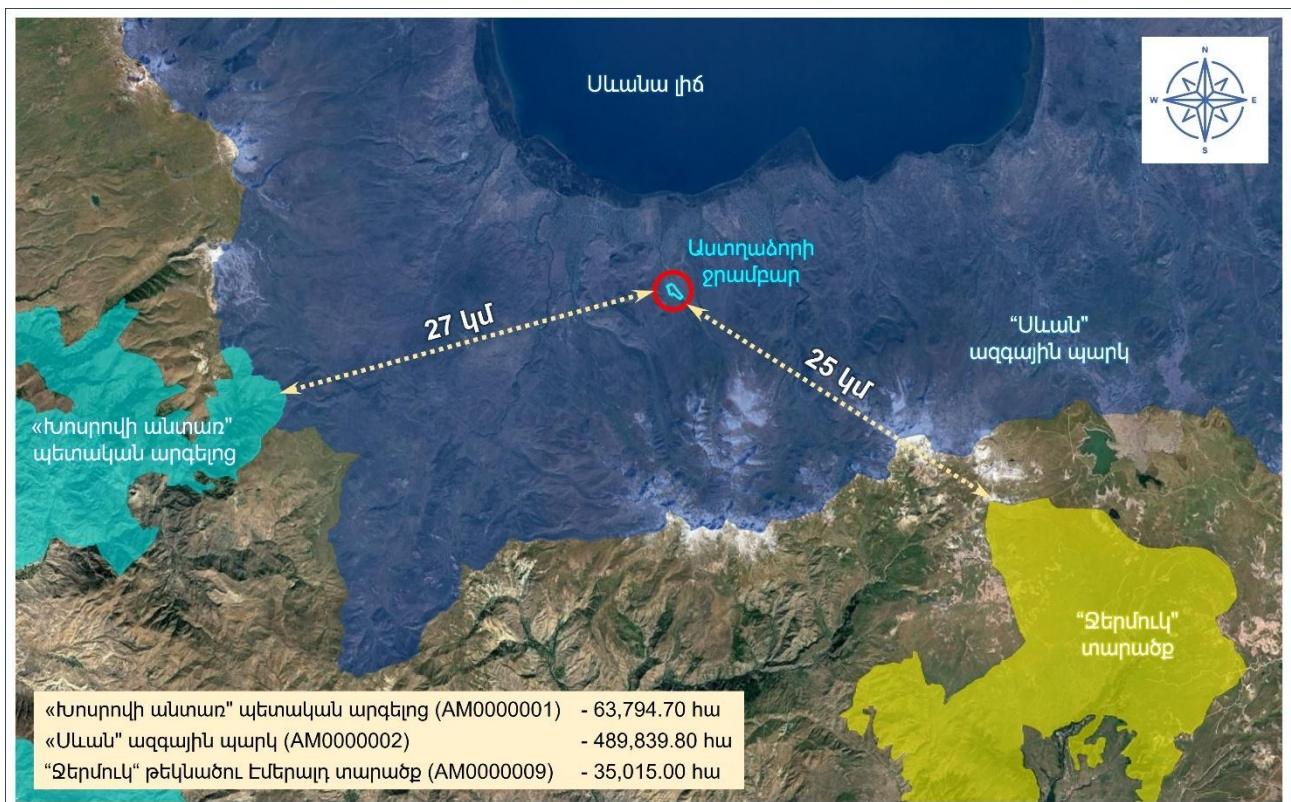 N
W
E
S
Սևանա լիճ
Աստղաձորի
ջրամբար
27 կմ
25 կմ
“Սևան"
ազգային պարկ
«Խոսրովի անտառ"
պետական արգելոց
“Ջերմուկ"
տարածք
«Խոսրովի անտառ" պետական արգելոց (AM0000001) - 63,794.70 հա
«Սևան" ազգային պարկ (AM0000002) - 489,839.80 հա
“Ջերմուկ“ թեկնածու Էմերալդ տարածք (AM0000009) - 35,015.00 հա